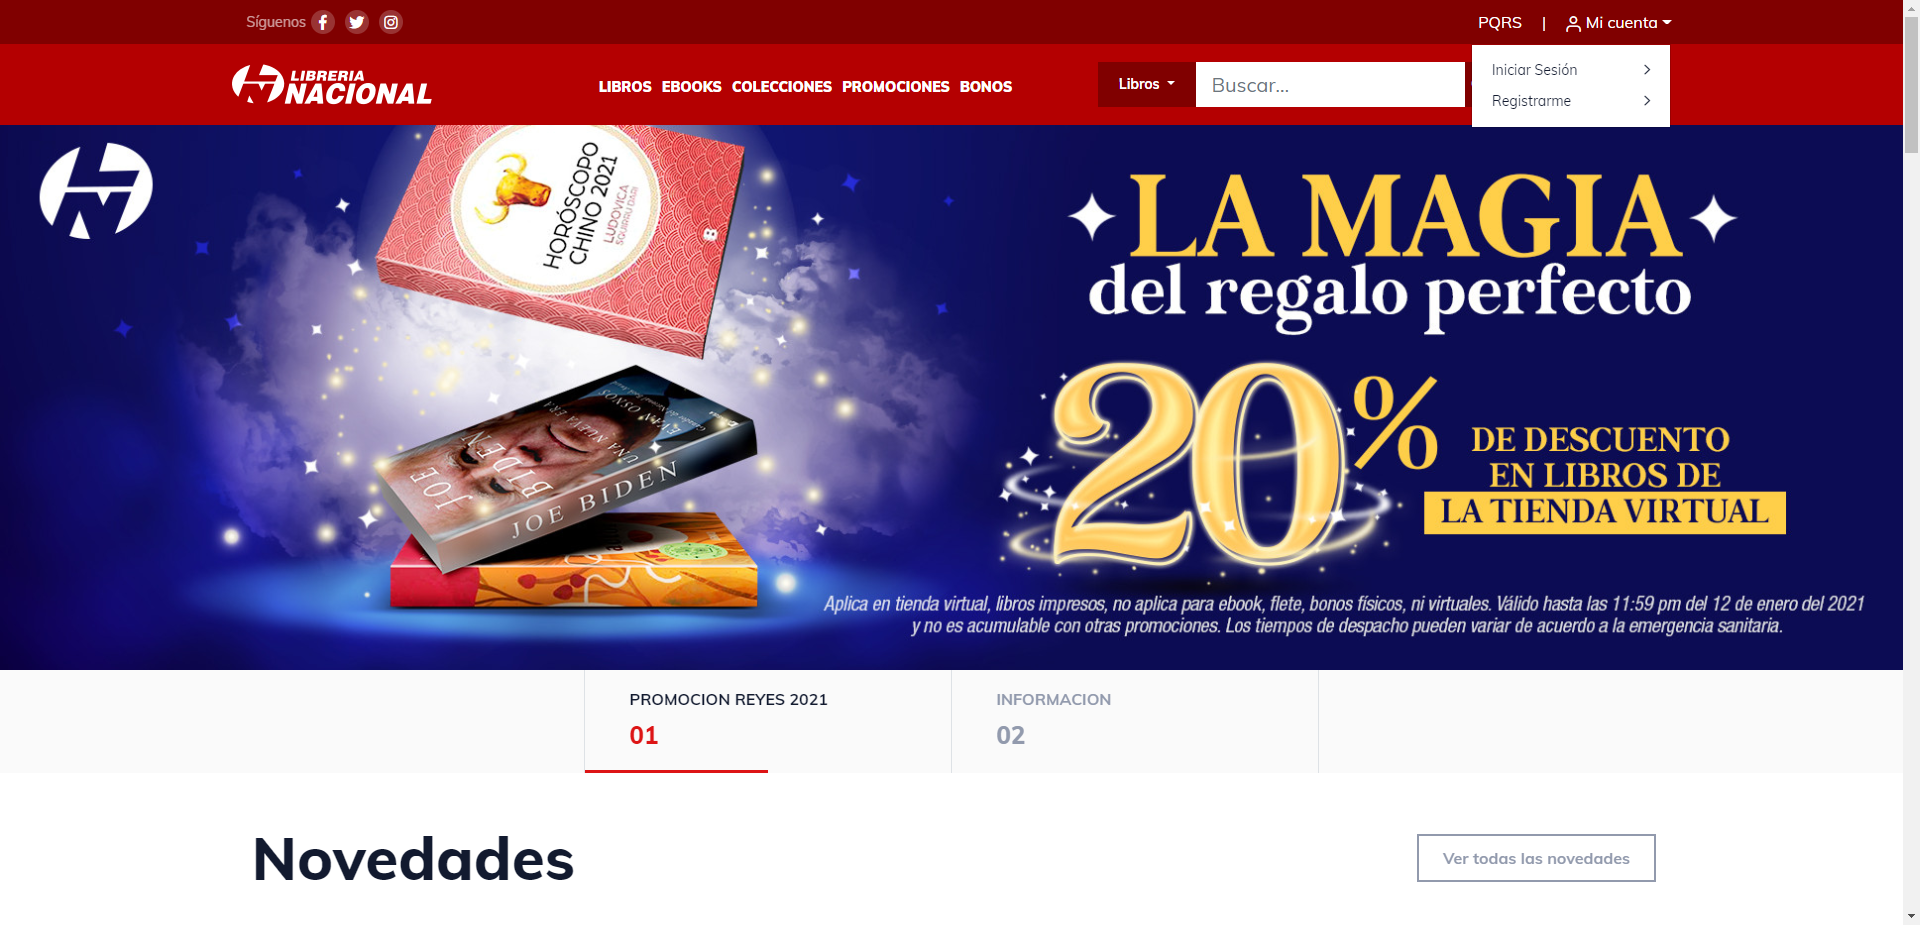 Síguenos
PQRS | Mi cuenta
LIBRERIA
NACIONAL
LIBROS EBOOKS COLECCIONES PROMOCIONES BONOS
Libros
Buscar...
Iniciar Sesión
Registrarme
HORÓSCOPO
CHINO 2021
LUDOVICA
SQUIRRU DARI
LA MAGIA
del regalo perfecto
20%
DE DESCUENTO
EN LIBROS DE
LA TIENDA VIRTUAL
EVAN OSNOS
JOE
BIDEN
UNA NUEVA ERA
JOE BIDEN
Aplica en tienda virtual, libros impresos, no aplica para ebook, flete, bonos físicos, ni virtuales. Válido hasta las 11:59 pm del 12 de enero del 2021
y no es acumulable con otras promociones. Los tiempos de despacho pueden variar de acuerdo a la emergencia sanitaria.
PROMOCION REYES 2021
01
INFORMACION
02
Novedades
Ver todas las novedades